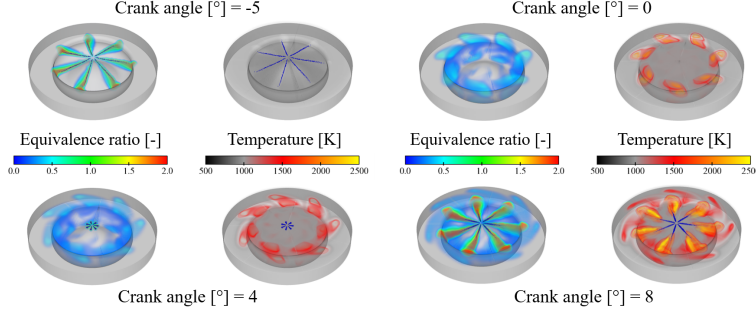 Crank angle [°] = -5
Crank angle [°] = 0
Equivalence ratio [-]
Temperature [K]
Equivalence ratio [-]
Temperature [K]
0.0 0.5 1.0 1.5 2.0
500 1000 1500 2000 2500
0.0 0.5 1.0 1.5 2.0
500 1000 1500 2000 250
Crank angle [°] = 4
Crank angle [°] = 8